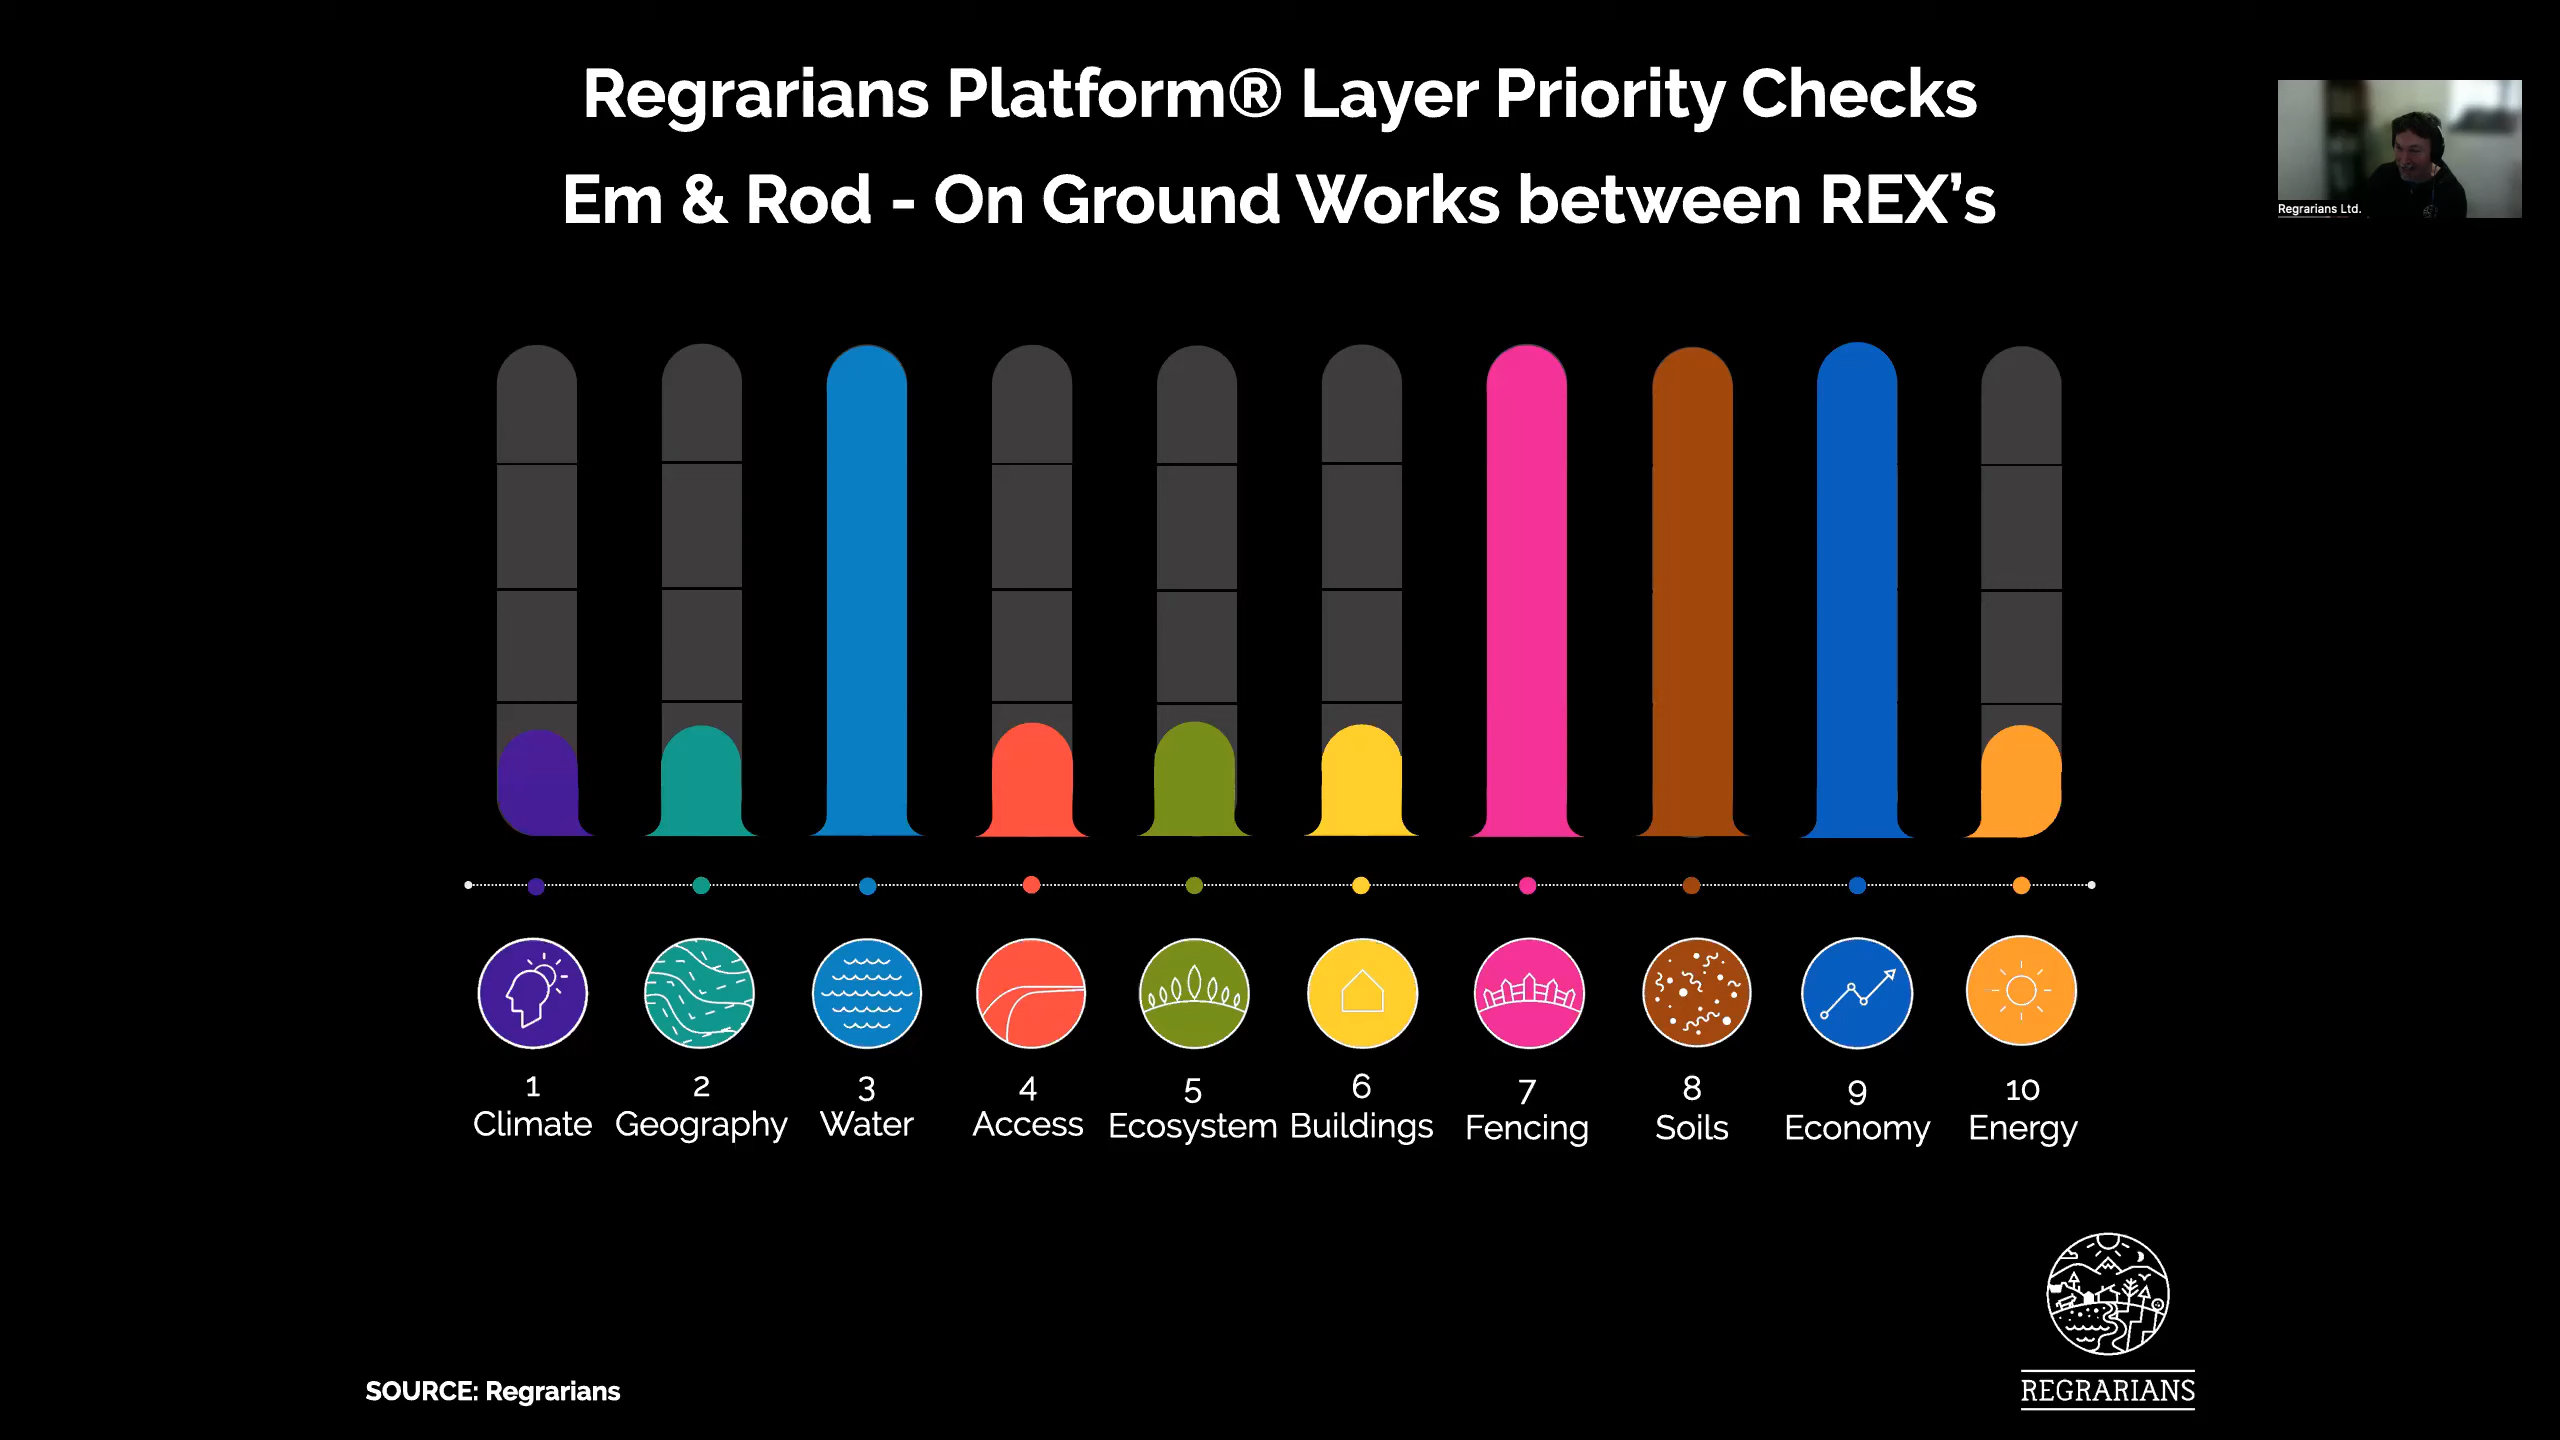 Regrarians Platform® Layer Priority Checks
Em & Rod - On Ground Works between REX’s
Regrarians Ltd.
1
Climate
2
Geography
3
Water
4
Access
5
Ecosystem
6
Buildings
7
Fencing
8
Soils
9
Economy
10
Energy
SOURCE: Regrarians
REGRARIANS